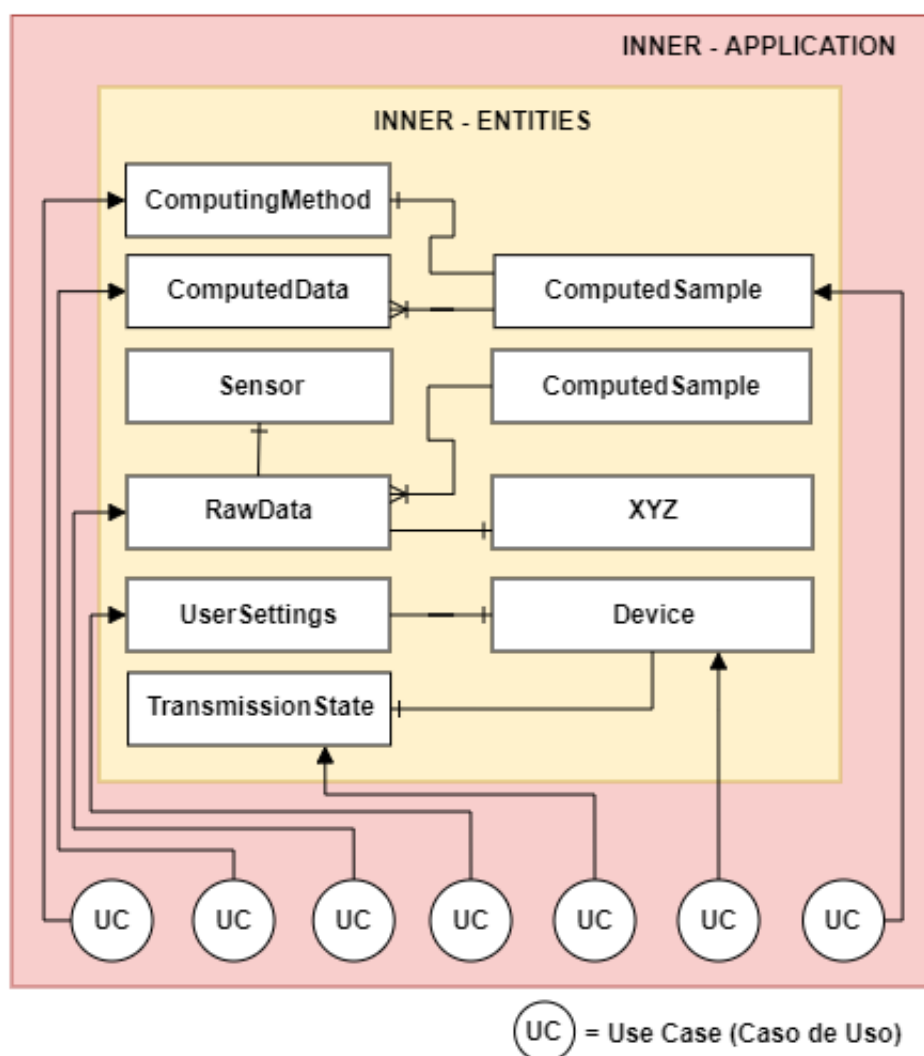 INNER - APPLICATION
INNER - ENTITIES
ComputingMethod
ComputedData
ComputedSample
Sensor
ComputedSample
RawData
XYZ
UserSettings
Device
TransmissionState
UC
UC
UC
UC
UC
UC
UC
UC = Use Case (Caso de Uso)